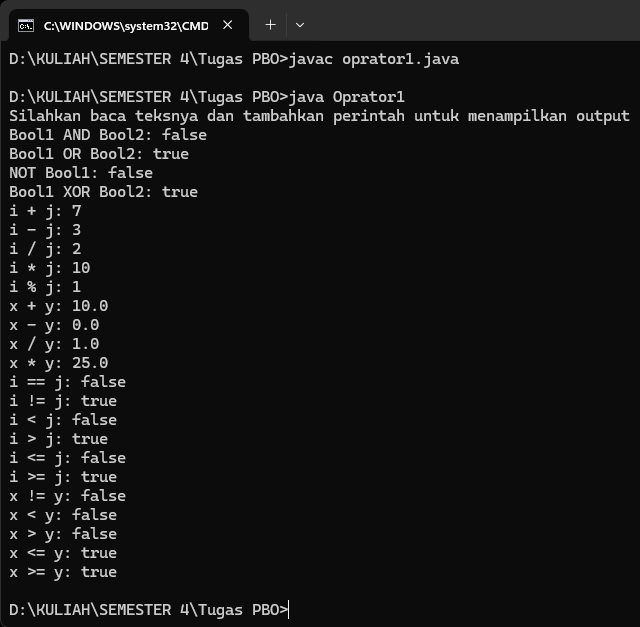 C:\WINDOWS\system32\CMD
D:\KULIAH\SEMESTER 4\Tugas PBO>javac oprator1.java
D:\KULIAH\SEMESTER 4\Tugas PBO>java Oprator1
Silahkan baca teksnya dan tambahkan perintah untuk menampilkan output
Bool1 AND Bool2: false
Bool1 OR Bool2: true
NOT Bool1: false
Bool1 XOR Bool2: true
i + j: 7
i - j: 3
i / j: 2
i * j: 10
i % j: 1
x + y: 10.0
x - y: 0.0
x / y: 1.0
x * y: 25.0
i == j: false
i != j: true
i < j: false
i > j: true
i <= j: false
i >= j: true
x != y: false
x < y: false
x > y: false
x <= y: true
x >= y: true
D:\KULIAH\SEMESTER 4\Tugas PBO>